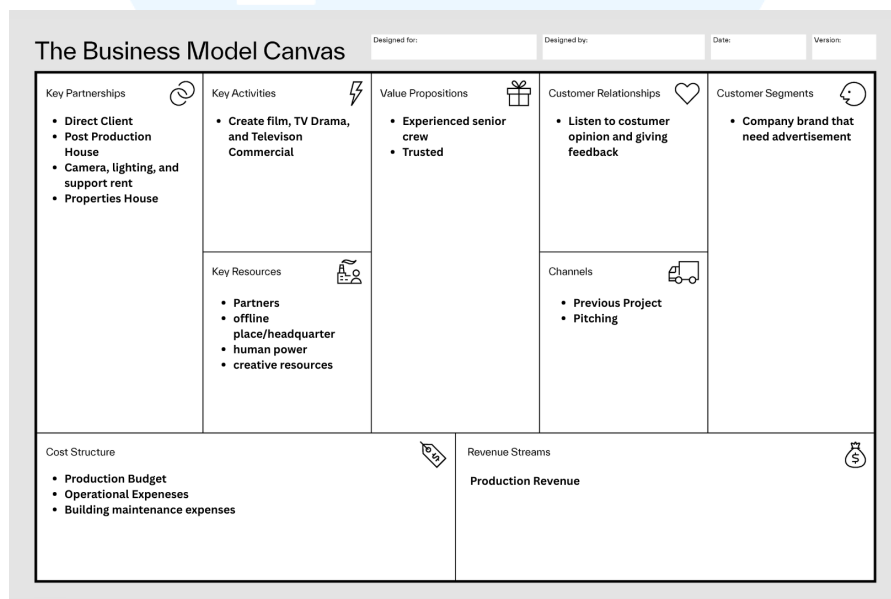 The Business Model Canvas
Designed for:
Designed by:
Date:
Version:
Key Partnerships
• Direct Client
• Post Production
House
• Camera, lighting, and
support rent
• Properties House
Key Activities
• Create film, TV Drama,
and Televison
Commercial
Key Resources
• Partners
• offline
place/headquarter
• human power
• creative resources
Value Propositions
• Experienced senior
crew
• Trusted
Customer Relationships
• Listen to costumer
opinion and giving
feedback
Channels
• Previous Project
• Pitching
Customer Segments
• Company brand that
need advertisement
Cost Structure
• Production Budget
• Operational Expeneses
• Building maintenance expenses
Revenue Streams
Production Revenue